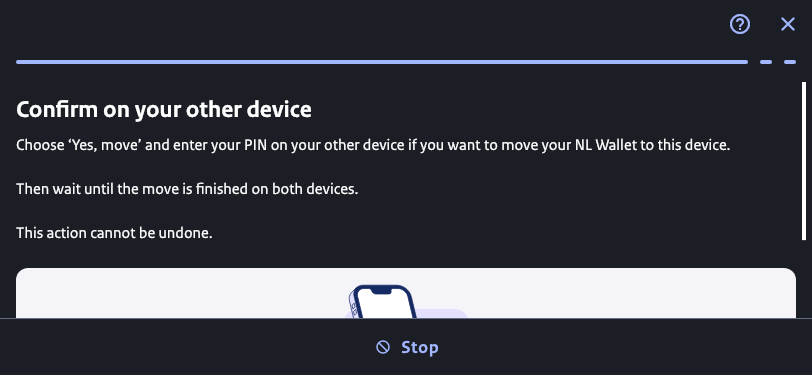 Confirm on your other device
Choose ‘Yes, move’ and enter your PIN on your other device if you want to move your NL Wallet to this device.
Then wait until the move is finished on both devices.
This action cannot be undone.
Stop